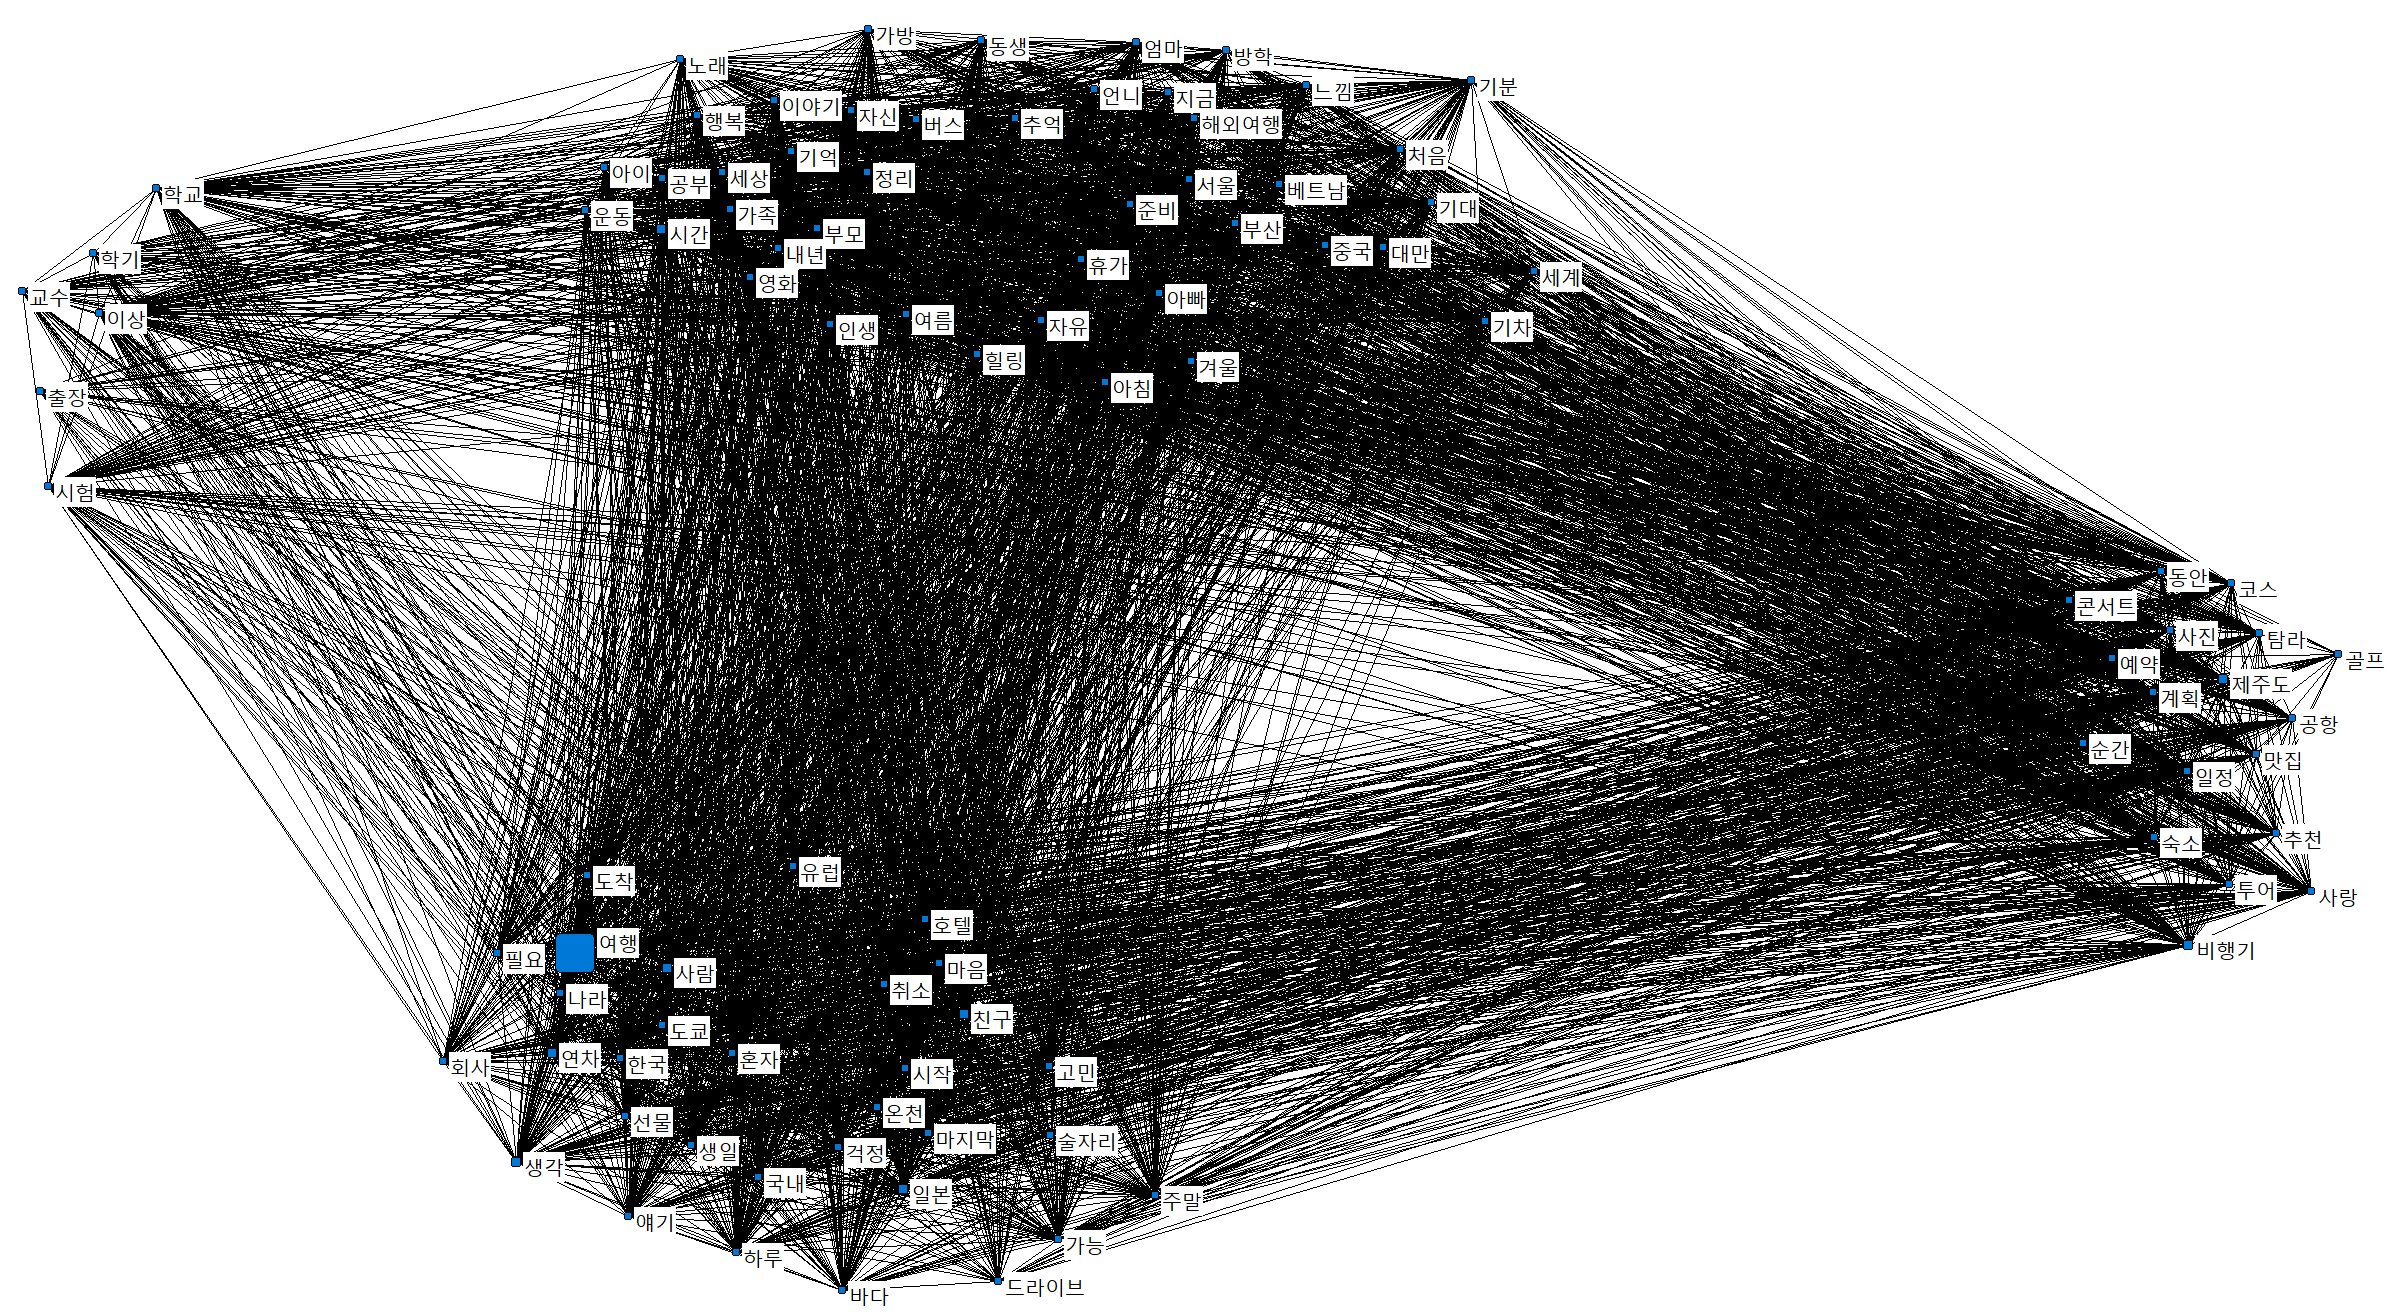 가방
동생
엄마
방학
노래
기분
언니
지금
느낌
이야기
자신
행복
버스
추억
해외여행
기억
처음
아이
공부
세상
정리
서울
베트남
학교
운동
가족
준비
기대
시간
부모
부산
내년
중국
대만
학기
휴가
영화
세계
교수
아빠
이상
인생
여름
자유
기차
힐링
겨울
아침
출장
시험
동안
코스
콘서트
사진
탐라
예약
골프
제주도
계획
공항
순간
맛집
일정
숙소
추천
유럽
도착
투어
사랑
호텔
여행
비행기
필요
사람
마음
취소
나라
친구
도쿄
연차
한국
혼자
회사
시작
고민
온천
선물
마지막
술자리
생일
걱정
생각
국내
일본
주말
얘기
가능
하루
드라이브
바다